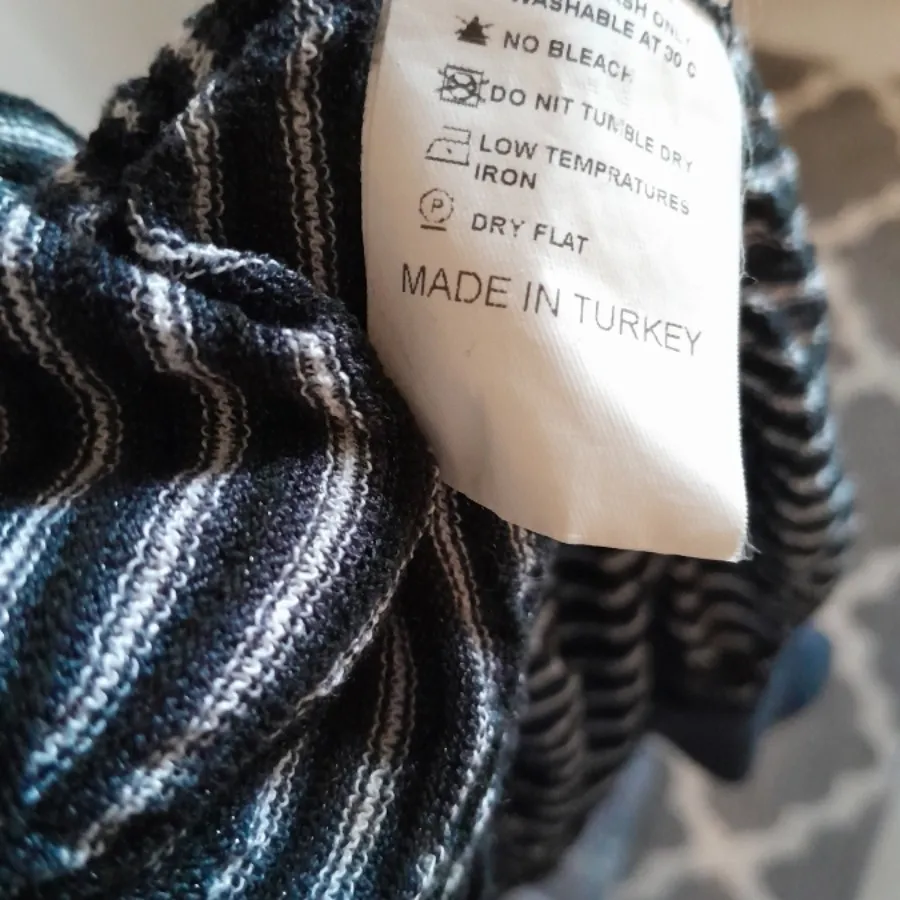 WASHABLE AT 30 C
NO BLEACH
DO NIT TUMBLE DRY
LOW TEMPRATURES
IRON
P
DRY FLAT
MADE IN TURKEY